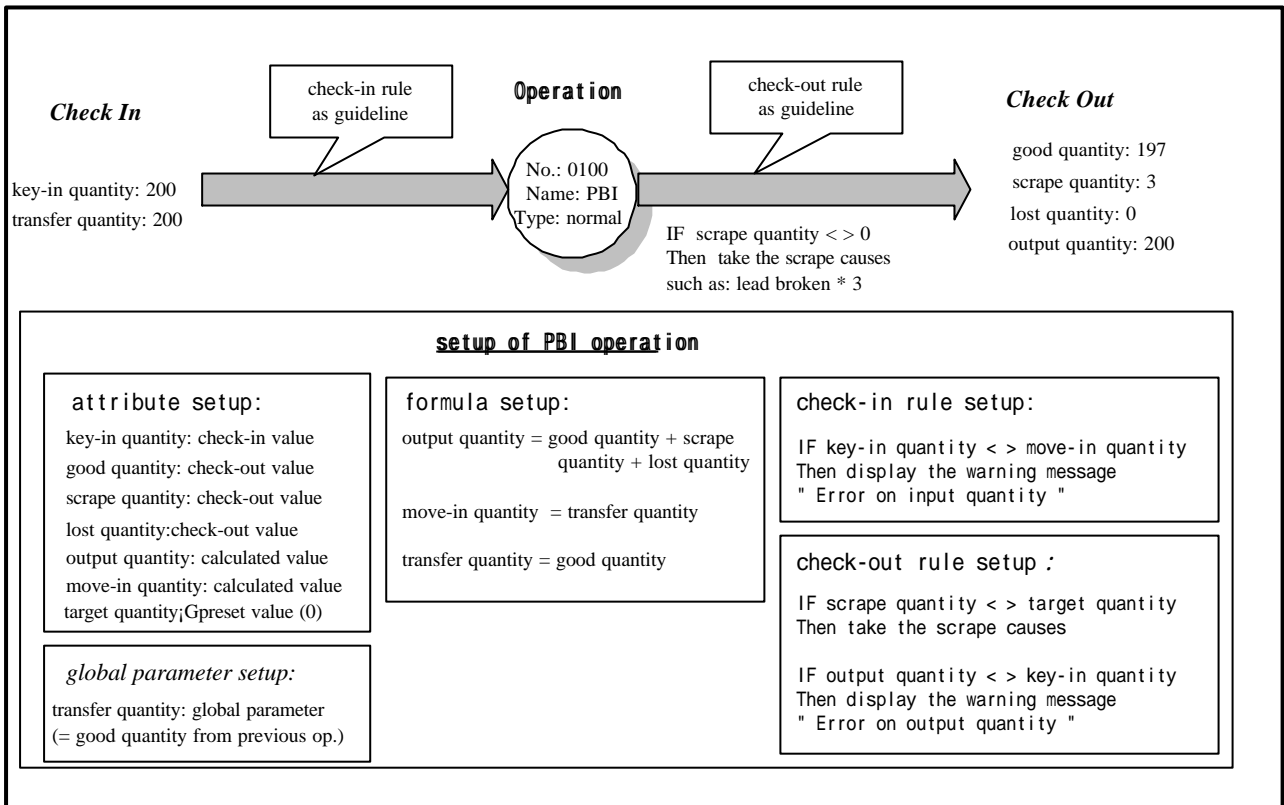 Check In
key-in quantity: 200
transfer quantity: 200
check-in rule
as guideline
Operation
No.: 0100
Name: PBI
Type: normal
check-out rule
as guideline
IF scrape quantity < > 0
Then take the scrape causes
such as: lead broken * 3
Check Out
good quantity: 197
scrape quantity: 3
lost quantity: 0
output quantity: 200
setup of PBI operation
attribute setup:
key-in quantity: check-in value
good quantity: check-out value
scrape quantity: check-out value
lost quantity:check-out value
output quantity: calculated value
move-in quantity: calculated value
target quantity¡Gpreset value (0)
global parameter setup:
transfer quantity: global parameter
(= good quantity from previous op.)
formula setup:
output quantity = good quantity + scrape
quantity + lost quantity
move-in quantity = transfer quantity
transfer quantity = good quantity
check-in rule setup:
IF key-in quantity < > move-in quantity
Then display the warning message
" Error on input quantity "
check-out rule setup :
IF scrape quantity < > target quantity
Then take the scrape causes
IF output quantity < > key-in quantity
Then display the warning message
" Error on output quantity "